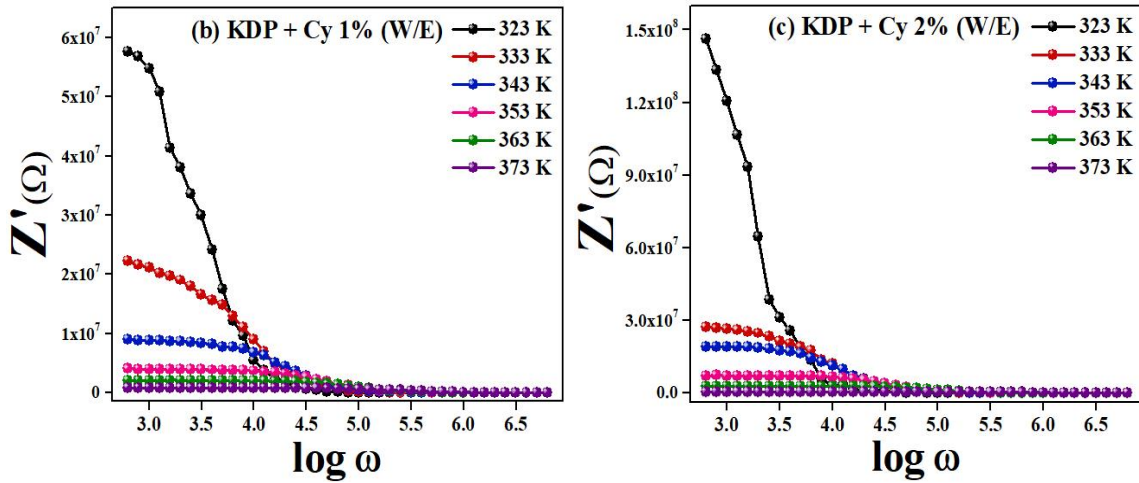 (b) KDP + Cy 1% (W/E)
323 K
333 K
343 K
353 K
363 K
373 K
6x10⁷
5x10⁷
4x10⁷
3x10⁷
2x10⁷
1x10⁷
0
Z'(Ω)
3.0 3.5 4.0 4.5 5.0 5.5 6.0 6.5
log ω
(c) KDP + Cy 2% (W/E)
323 K
333 K
343 K
353 K
363 K
373 K
1.5x10⁸
1.2x10⁸
9.0x10⁷
6.0x10⁷
3.0x10⁷
0.0
Z'(Ω)
3.0 3.5 4.0 4.5 5.0 5.5 6.0 6.5
log ω